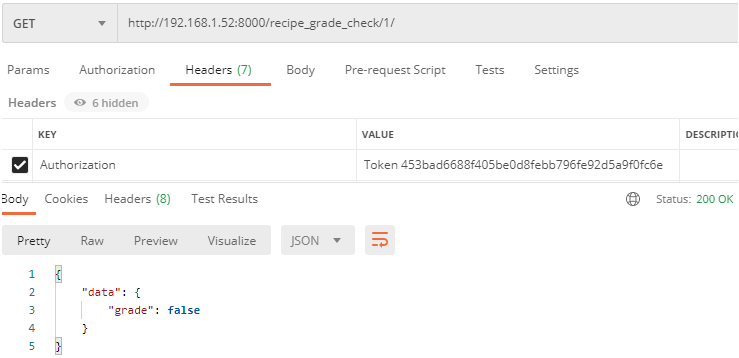 GET http://192.168.1.52:8000/recipe_grade_check/1/
Params Authorization Headers (7) Body Pre-request Script Tests Settings
Headers 6 hidden
KEY VALUE DESCRIPTI
Authorization Token 453bad6688f405be0d8febb796fe92d5a9f0fc6e
Body Cookies Headers (8) Test Results Status: 200 OK
Pretty Raw Preview Visualize JSON
1 {
2 "data": {
3 "grade": false
4 }
5 }